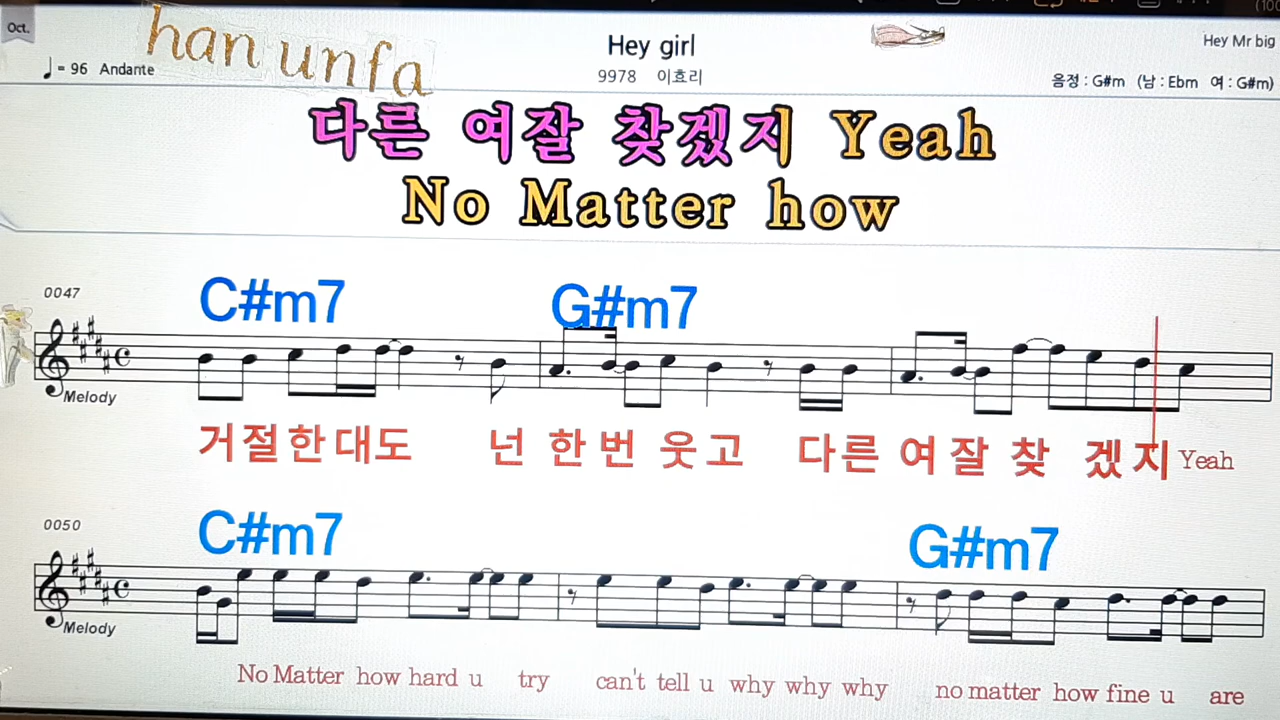 Oct.
han unfa
Hey girl
Hey Mr big
♩= 96 Andante
9978 이효리
음정 : G#m (남 : Ebm 여 : G#m)
다른 여잘 찾겠지 Yeah
No Matter how
0047
C#m7 G#m7
Melody
거절한대도 넌 한번 웃고 다른 여잘 찾 겠지 Yeah
0050
C#m7 G#m7
Melody
No Matter how hard u try can't tell u why why why no matter how fine u are